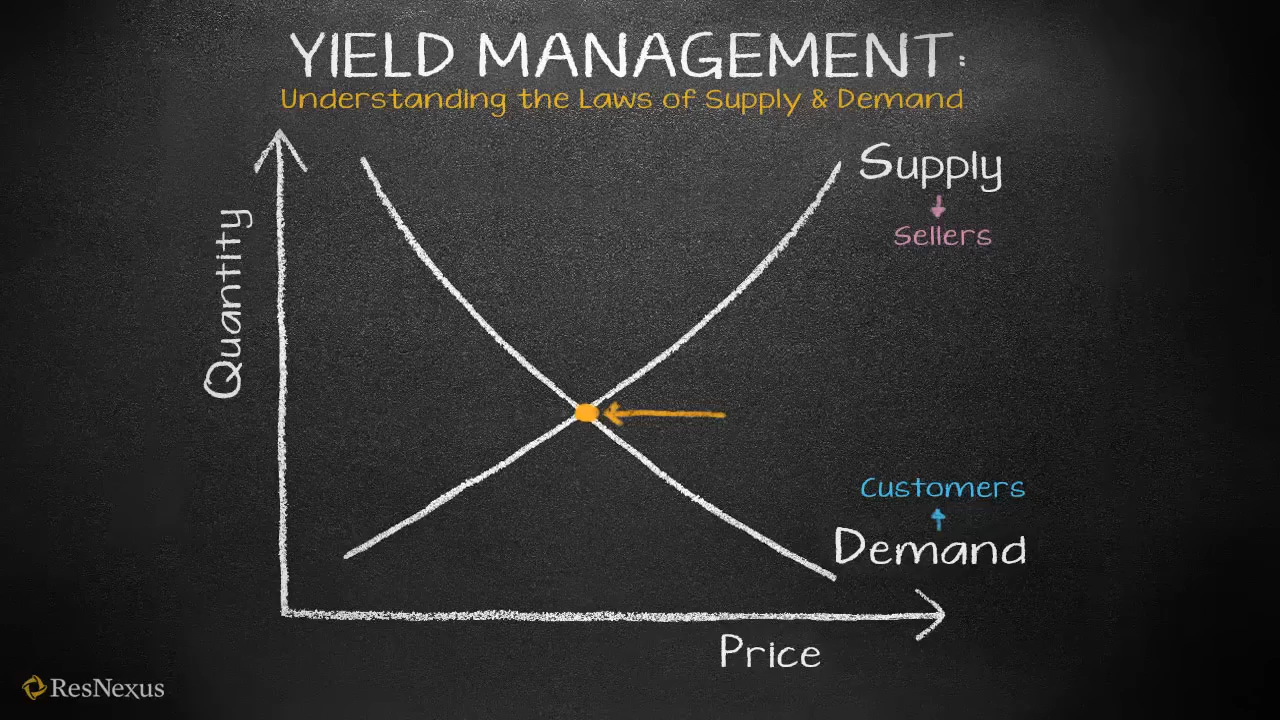 YIELD MANAGEMENT:
Understanding the Laws of Supply & Demand
Supply
Sellers
Quantity
Customers
Demand
Price
ResNexus